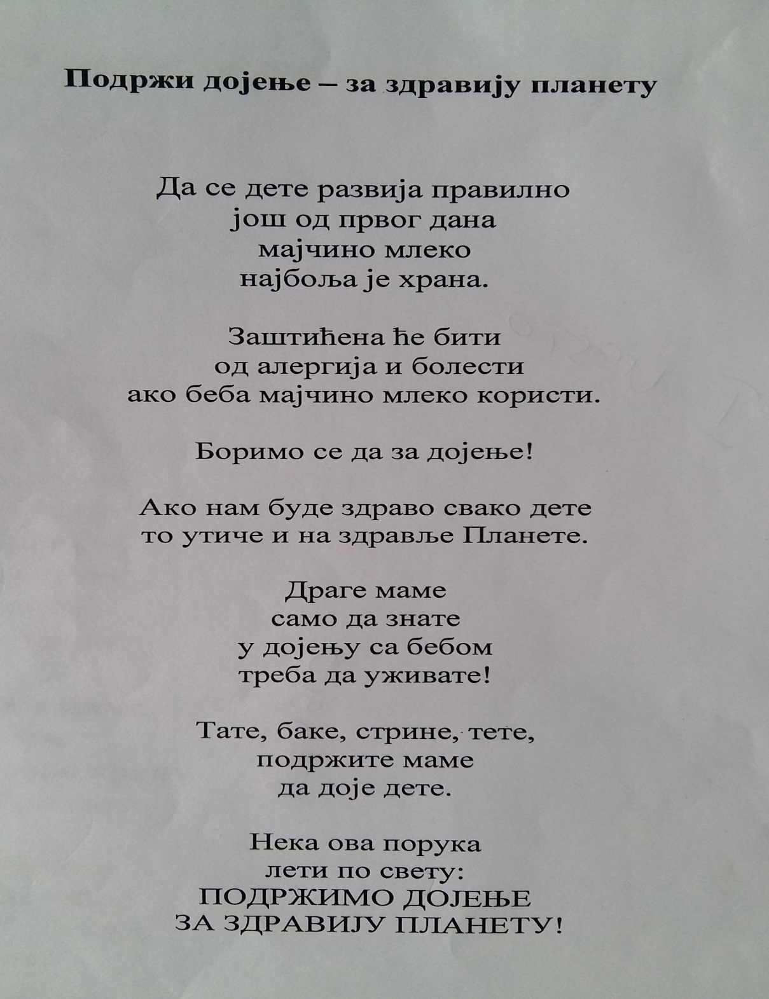 Подржи дојење – за здравију планету
Да се дете развија правилно
још од првог дана
мајчино млеко
најбоља је храна.
Заштићена ће бити
од алергија и болести
ако беба мајчино млеко користи.
Боримо се да за дојење!
Ако нам буде здраво свако дете
то утиче и на здравље Планете.
Драге маме
само да знате
у дојењу са бебом
треба да уживате!
Тате, баке, стрине, тете,
подржите маме
да доје дете.
Нека ова порука
лети по свету:
ПОДРЖИМО ДОЈЕЊЕ
ЗА ЗДРАВИЈУ ПЛАНЕТУ!